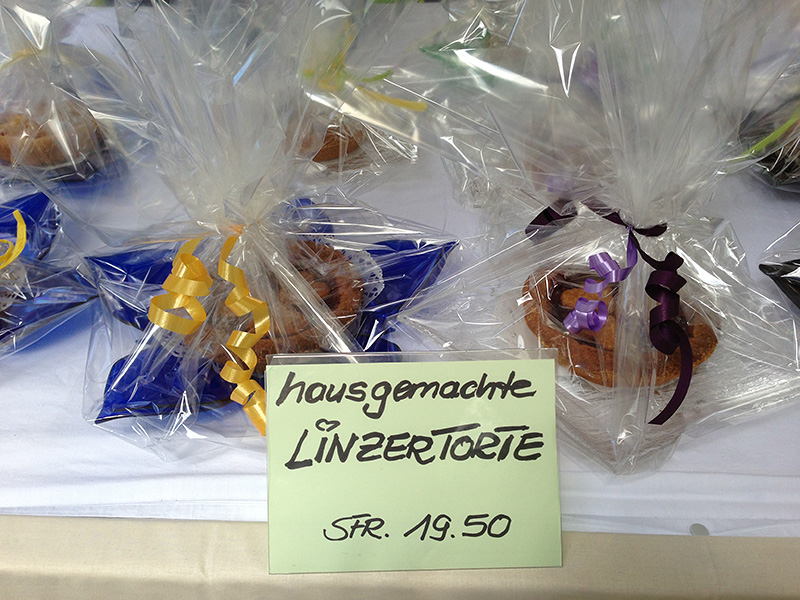 hausgemachte
LINZERTORTE
SFR. 19.50